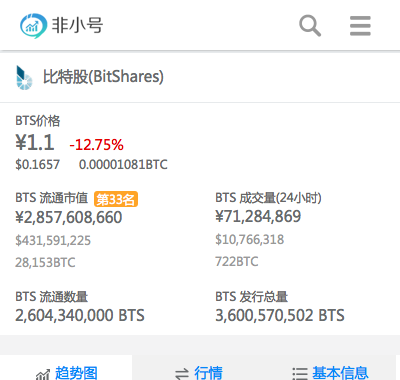 非小号
比特股(BitShares)
BTS价格
¥1.1 -12.75%
$0.1657 0.00001081BTC
BTS 流通市值 第33名
¥2,857,608,660
$431,591,225
28,153BTC
BTS 成交量(24小时)
¥71,284,869
$10,766,318
722BTC
BTS 流通数量
2,604,340,000 BTS
BTS 发行总量
3,600,570,502 BTS
趋势图 行情 基本信息